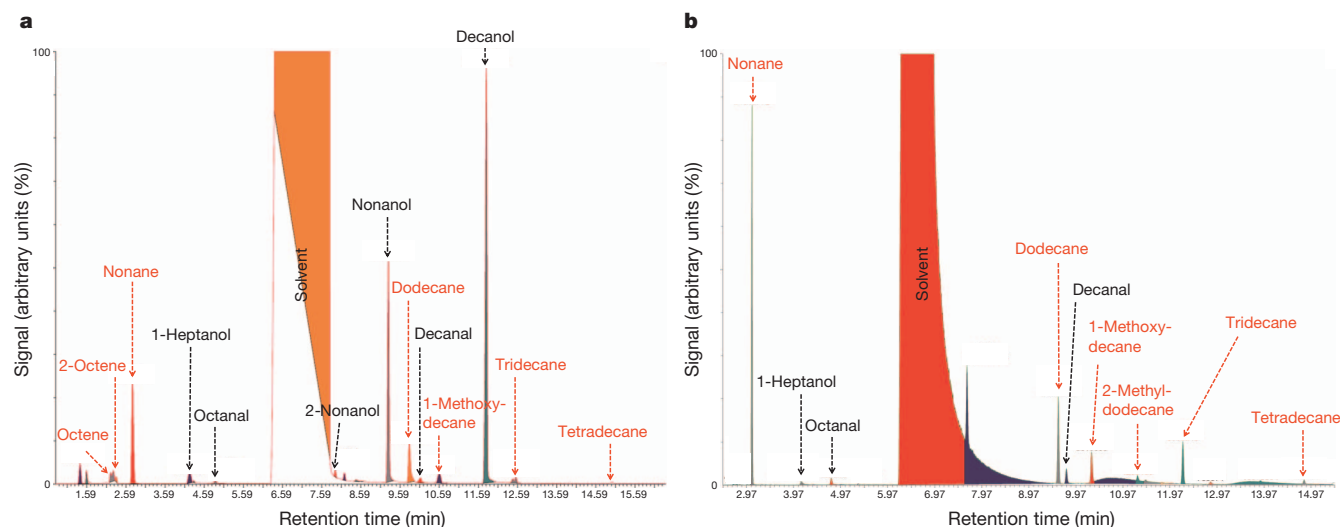 a
100
Signal (arbitrary units (%))
0
Octene
2-Octene
Nonane
1-Heptanol
Octanal
Solvent
2-Nonanol
Nonanol
Dodecane
Decanal
1-Methoxy-
decane
Decanol
Tridecane
Tetradecane
1.59 2.59 3.59 4.59 5.59 6.59 7.59 8.59 9.59 10.59 11.59 12.59 13.59 14.59 15.59
Retention time (min)
b
100
Signal (arbitrary units (%))
0
Nonane
1-Heptanol
Octanal
Solvent
Dodecane
Decanal
1-Methoxy-
decane
2-Methyl-
dodecane
Tridecane
Tetradecane
2.97 3.97 4.97 5.97 6.97 7.97 8.97 9.97 10.97 11.97 12.97 13.97 14.97
Retention time (min)